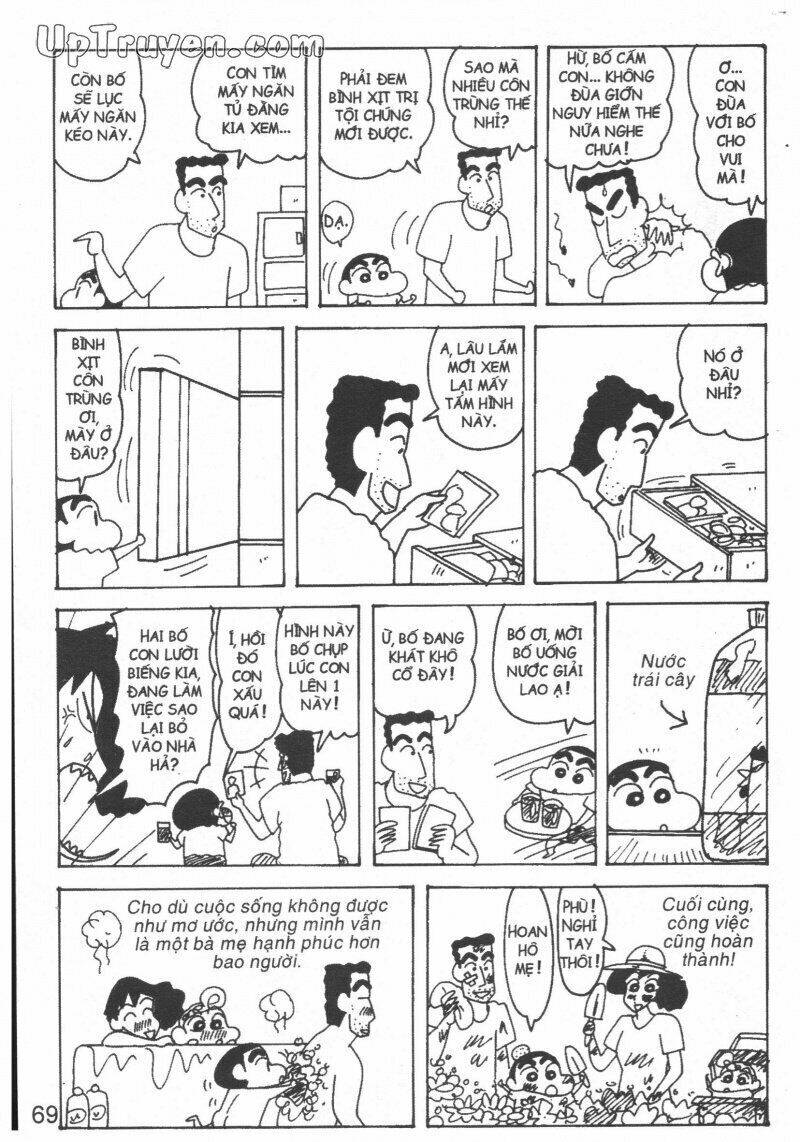 UpTruyen.com
Ơ...
CON
ĐÙA
VỚI BỐ
CHO
VUI
MÀ!
HỪ, BỐ CẤM
CON... KHÔNG
ĐÙA GIỚN
NGUY HIỂM THẾ
NỮA NGHE
CHƯA!
SAO MÀ
NHIÊU CÔN
TRÙNG THẾ
NHỈ?
PHẢI ĐEM
BÌNH XỊT TRỊ
TỘI CHÚNG
MỚI ĐƯỢC.
DẠ.
CON TÌM
MẤY NGĂN
TỦ ĐẰNG
KIA XEM...
CÒN BỐ
SẼ LỤC
MẤY NGĂN
KÉO NÀY.
NÓ Ở
ĐÂU
NHỈ?
A, LÂU LẮM
MỚI XEM
LẠI MẤY
TẤM HÌNH
NÀY.
BÌNH
XỊT
CÔN
TRÙNG
ƠI,
MÀY Ở
ĐÂU?
Nước
trái cây
BỐ ƠI, MỜI
BỐ UỐNG
NƯỚC GIẢI
LAO Ạ!
Ừ, BỐ ĐANG
KHÁT KHÔ
CỔ ĐÂY!
HÌNH NÀY
BỐ CHỤP
LÚC CON
LÊN 1
NÀY!
Í, HỒI
ĐÓ
CON
XẤU
QUÁ!
HAI BỐ
CON LƯỜI
BIẾNG KIA,
ĐANG LÀM
VIỆC SAO
LẠI BỎ
VÀO NHÀ
HẢ?
Cuối cùng,
công việc
cũng hoàn
thành!
PHÙ!
NGHỈ
TAY
THÔI!
HOAN
HÔ
MẸ!
Cho dù cuộc sống không được
như mơ ước, nhưng mình vẫn
là một bà mẹ hạnh phúc hơn
bao người.
69